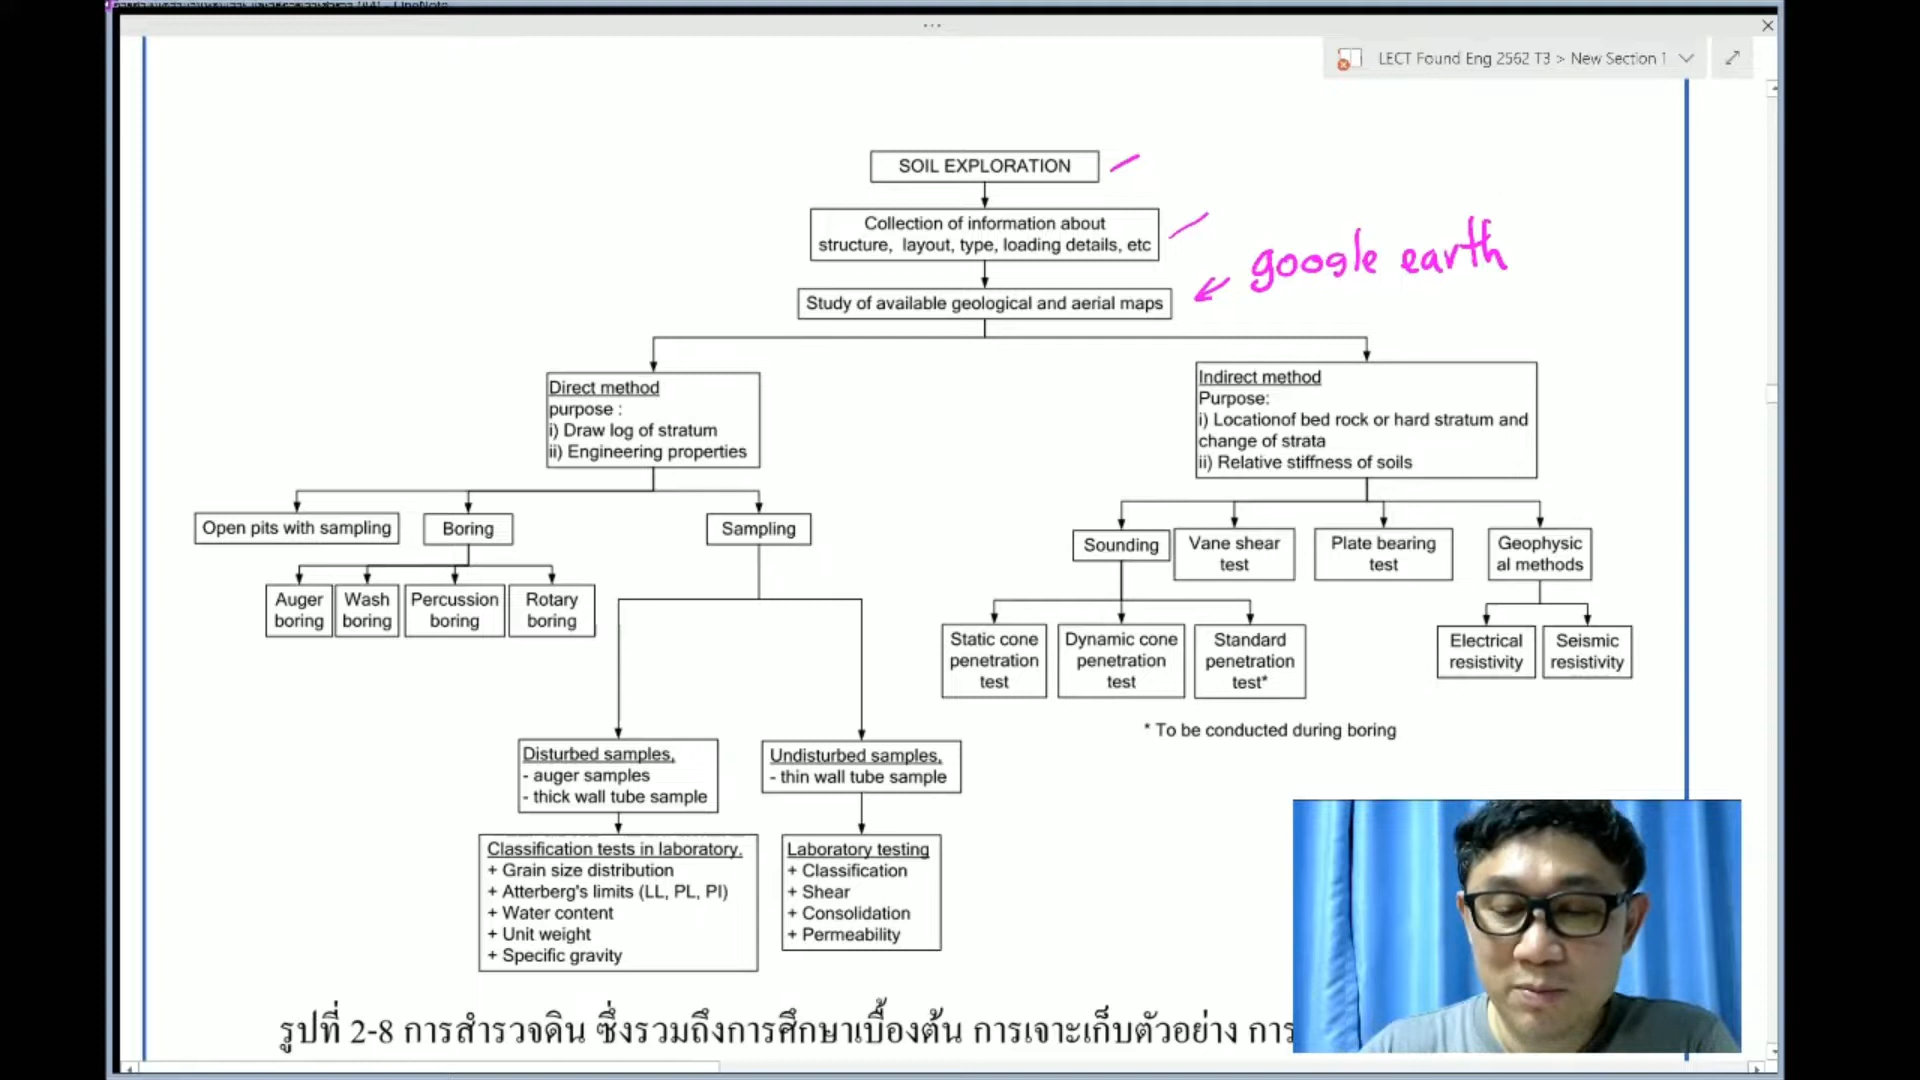 LECT Found Eng 2562 T3 > New Section 1
SOIL EXPLORATION
Collection of information about
structure, layout, type, loading details, etc
google earth
Study of available geological and aerial maps
Direct method
purpose :
i) Draw log of stratum
ii) Engineering properties
Indirect method
Purpose:
i) Locationof bed rock or hard stratum and
change of strata
ii) Relative stiffness of soils
Open pits with sampling
Boring
Sampling
Sounding
Vane shear
test
Plate bearing
test
Geophysic
al methods
Auger
boring
Wash
boring
Percussion
boring
Rotary
boring
Static cone
penetration
test
Dynamic cone
penetration
test
Standard
penetration
test*
Electrical
resistivity
Seismic
resistivity
* To be conducted during boring
Disturbed samples,
- auger samples
- thick wall tube sample
Undisturbed samples,
- thin wall tube sample
Classification tests in laboratory.
+ Grain size distribution
+ Atterberg's limits (LL, PL, PI)
+ Water content
+ Unit weight
+ Specific gravity
Laboratory testing
+ Classification
+ Shear
+ Consolidation
+ Permeability
รูปที่ 2-8 การสำรวจดิน ซึ่งรวมถึงการศึกษาเบื้องต้น การเจาะเก็บตัวอย่าง การ